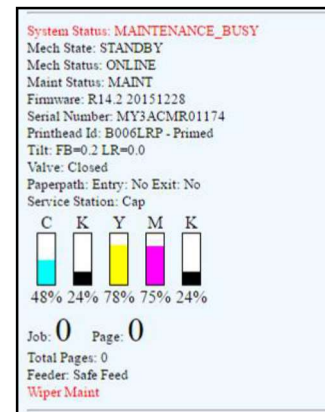 System Status: MAINTENANCE_BUSY
Mech State: STANDBY
Mech Status: ONLINE
Maint Status: MAINT
Firmware: R14.2 20151228
Serial Number: MY3ACMR01174
Printhead Id: B006LRP - Primed
Tilt: FB=0.2 LR=0.0
Valve: Closed
Paperpath: Entry: No Exit: No
Service Station: Cap
C K Y M K
48% 24% 78% 75% 24%
Job: 0 Page: 0
Total Pages: 0
Feeder: Safe Feed
Wiper Maint